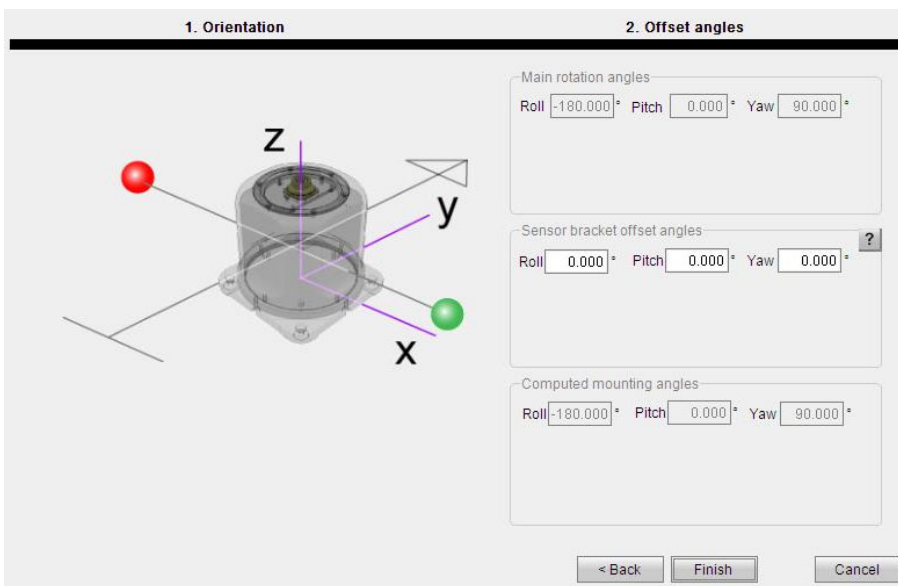 1. Orientation
2. Offset angles
z
y
x
Main rotation angles
Roll -180.000 ° Pitch 0.000 ° Yaw 90.000 °
Sensor bracket offset angles
?
Roll 0.000 ° Pitch 0.000 ° Yaw 0.000 °
Computed mounting angles
Roll -180.000 ° Pitch 0.000 ° Yaw 90.000 °
< Back Finish Cancel